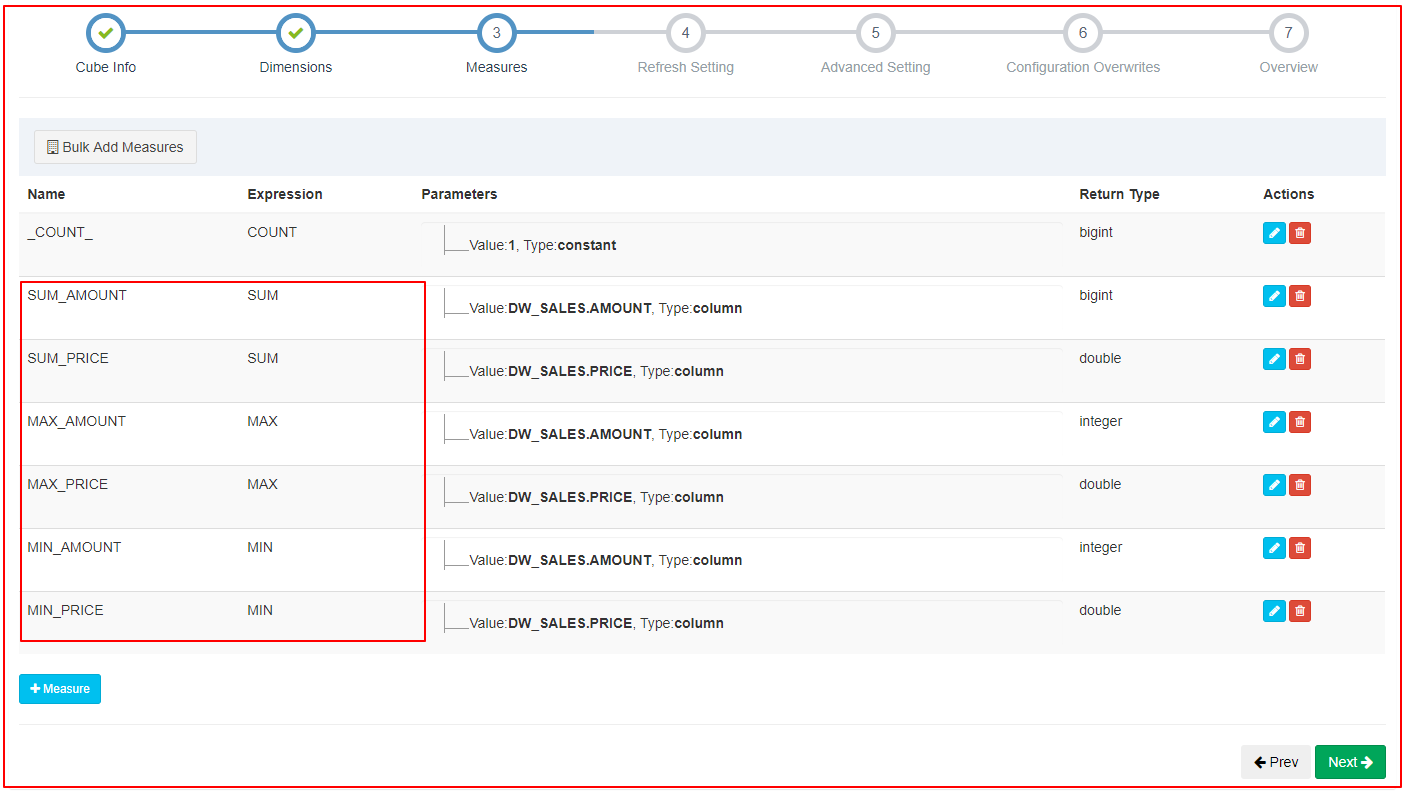 3 4 5 6 7
Cube Info Dimensions Measures Refresh Setting Advanced Setting Configuration Overwrites Overview
Bulk Add Measures
Name Expression Parameters Return Type Actions
_COUNT_ COUNT Value:1, Type:constant bigint
SUM_AMOUNT SUM Value:DW_SALES.AMOUNT, Type:column bigint
SUM_PRICE SUM Value:DW_SALES.PRICE, Type:column double
MAX_AMOUNT MAX Value:DW_SALES.AMOUNT, Type:column integer
MAX_PRICE MAX Value:DW_SALES.PRICE, Type:column double
MIN_AMOUNT MIN Value:DW_SALES.AMOUNT, Type:column integer
MIN_PRICE MIN Value:DW_SALES.PRICE, Type:column double
+ Measure
Prev Next